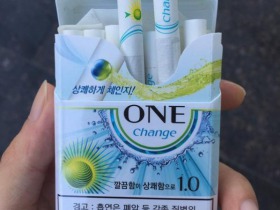 상쾌하게 체인지!
ONE
change
깔끔함이 상쾌함으로 1.0
경고 : 흡연은 폐암 등 각종 질병의